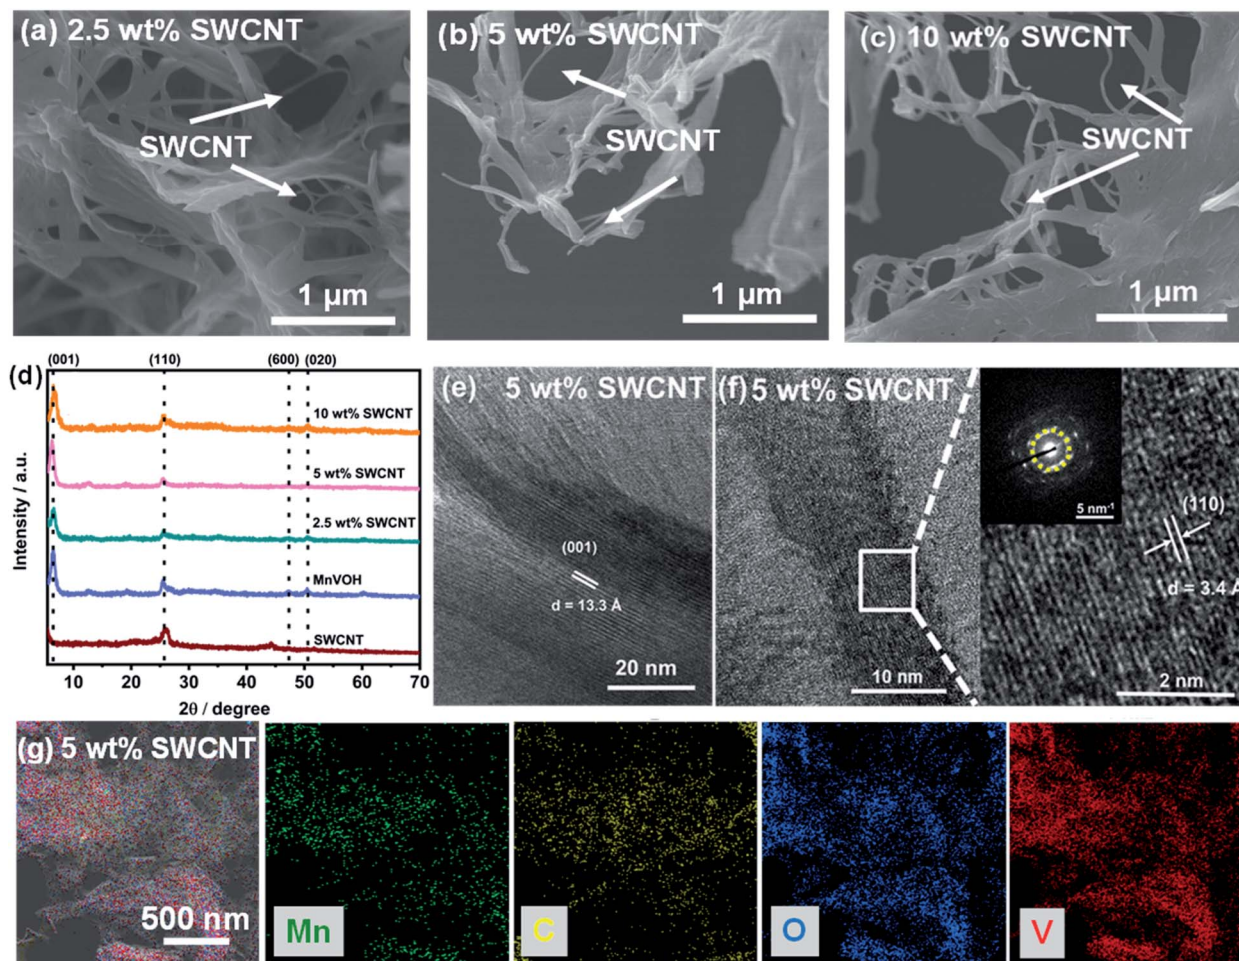 (a) 2.5 wt% SWCNT
SWCNT
1 µm
(b) 5 wt% SWCNT
SWCNT
1 µm
(c) 10 wt% SWCNT
SWCNT
1 µm
(d)
(001)
(110)
(600)
(020)
10 wt% SWCNT
5 wt% SWCNT
2.5 wt% SWCNT
MnVOH
SWCNT
Intensity / a.u.
10 20 30 40 50 60 70
2θ / degree
(e) 5 wt% SWCNT
(001)
d = 13.3 Å
20 nm
(f) 5 wt% SWCNT
10 nm
5 nm⁻¹
(110)
d = 3.4 Å
2 nm
(g) 5 wt% SWCNT
500 nm
Mn
C
O
V